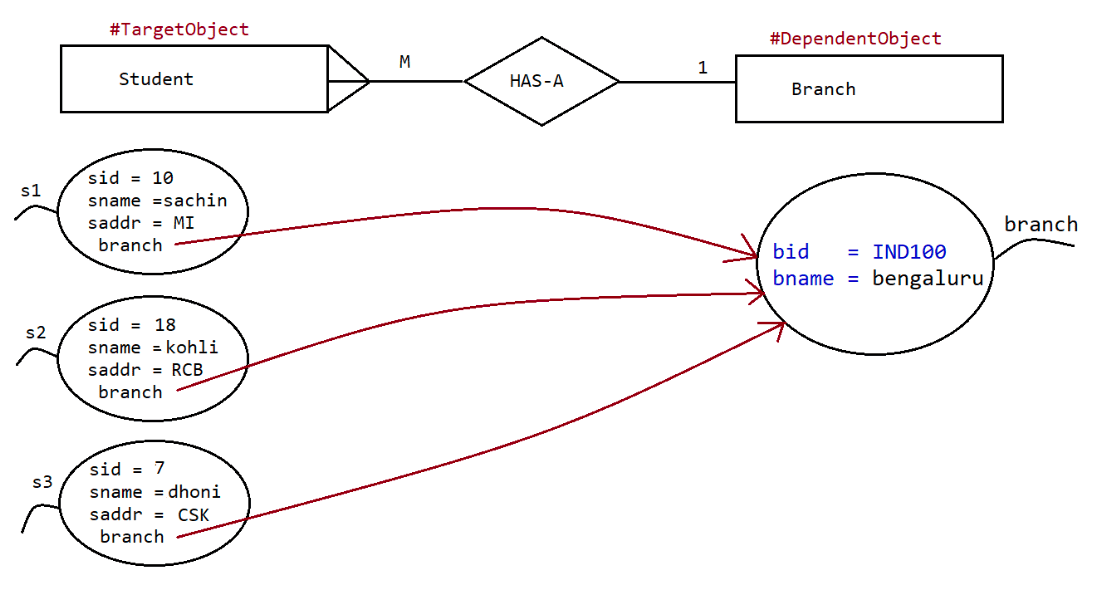 #TargetObject
#DependentObject
Student
M
HAS-A
1
Branch
s1
sid = 10
sname =sachin
saddr = MI
branch
bid = IND100
bname = bengaluru
branch
s2
sid = 18
sname =kohli
saddr = RCB
branch
s3
sid = 7
sname =dhoni
saddr = CSK
branch